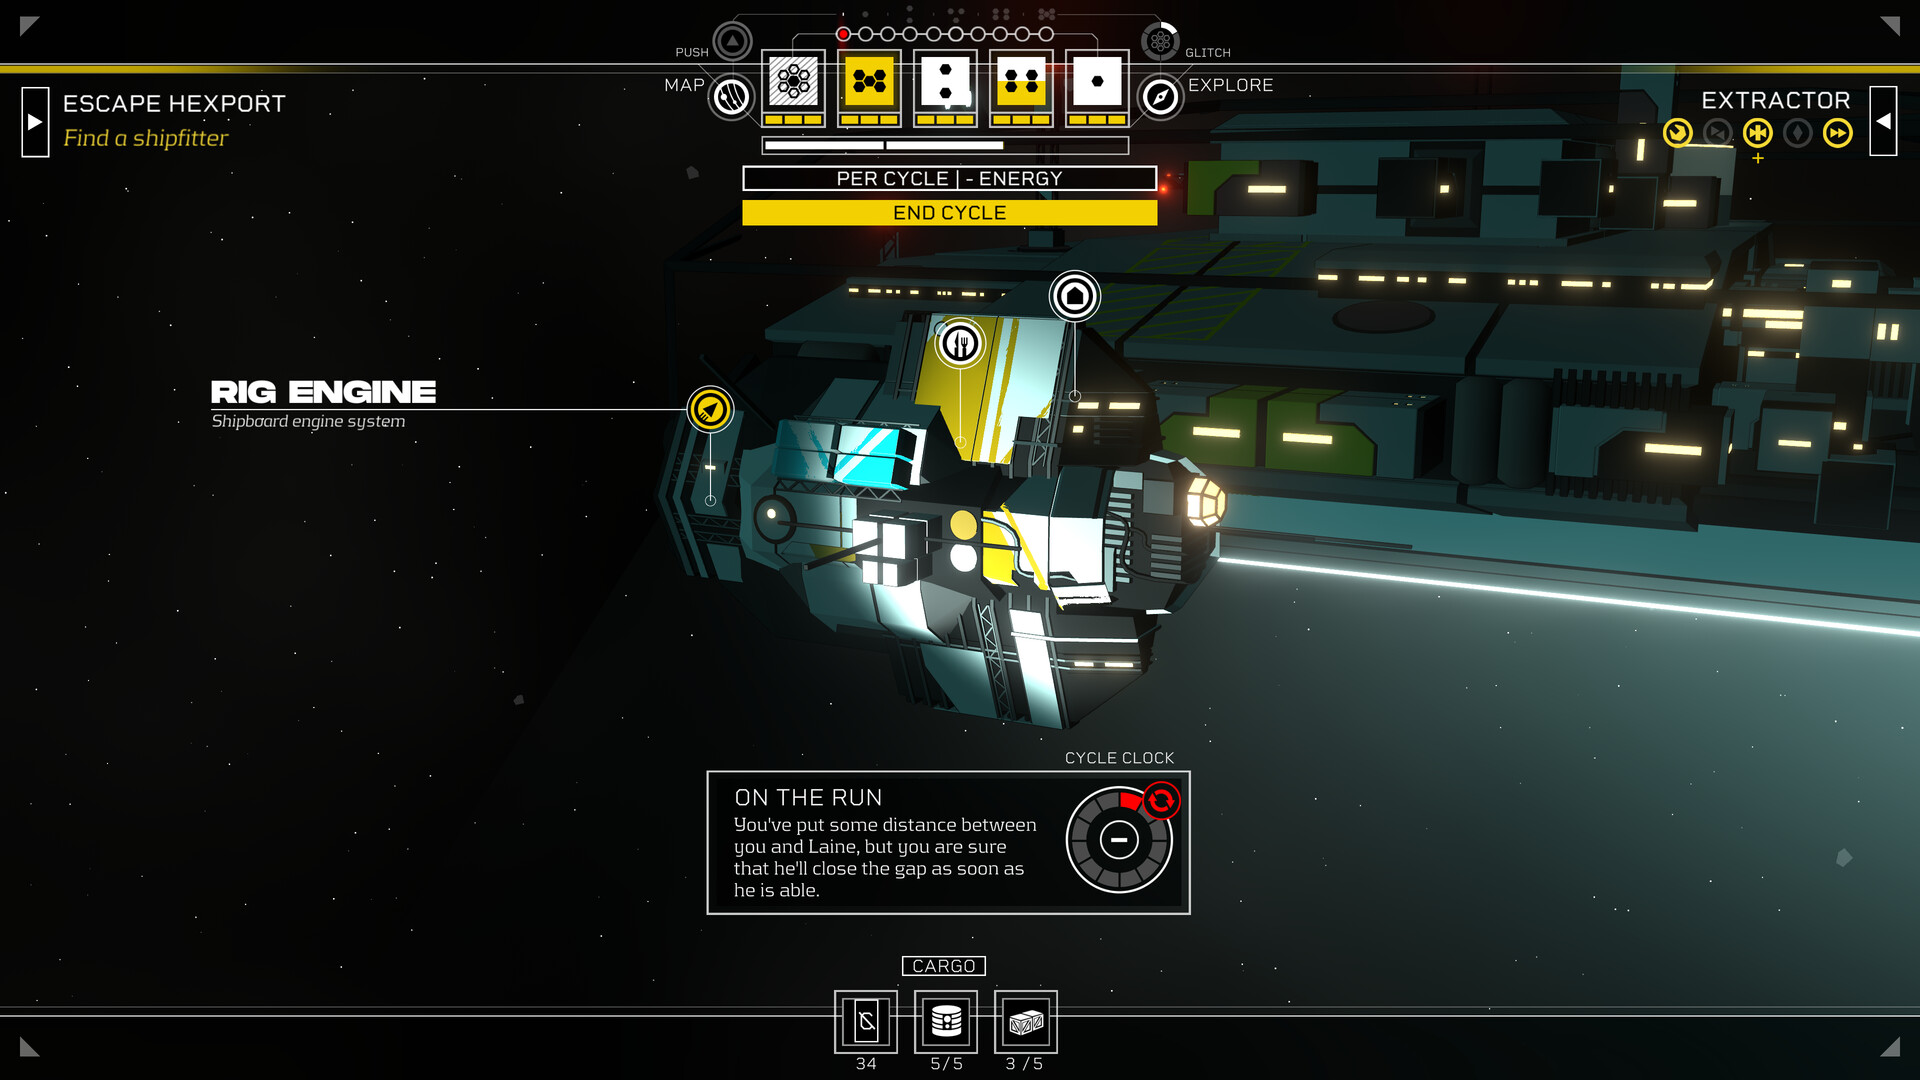 PUSH
GLITCH
MAP
EXPLORE
ESCAPE HEXPORT
Find a shipfitter
EXTRACTOR
PER CYCLE | - ENERGY
END CYCLE
RIG ENGINE
Shipboard engine system
CYCLE CLOCK
ON THE RUN
You've put some distance between
you and Laine, but you are sure
that he'll close the gap as soon as
he is able.
CARGO
34
5/5
3 /5